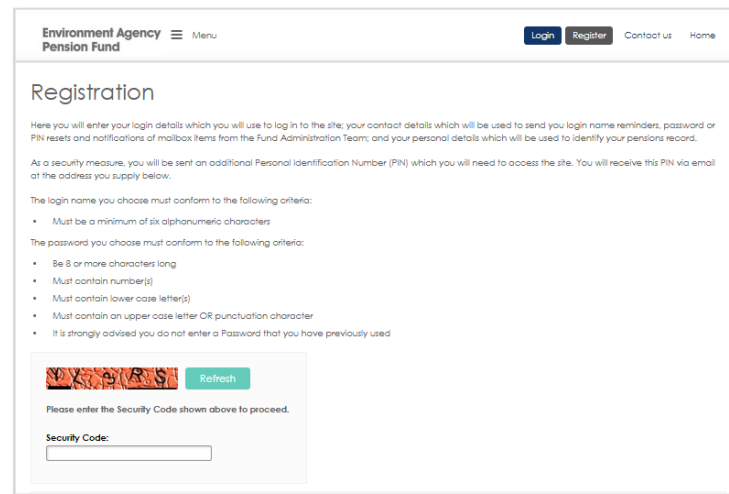 Environment Agency
Pension Fund
Menu
Login
Register
Contact us
Home
Registration
Here you will enter your login details which you will use to log in to the site; your contact details which will be used to send you login name reminders, password or
PIN resets and notifications of mailbox items from the Fund Administration Team; and your personal details which will be used to identify your pensions record.
As a security measure, you will be sent an additional Personal Identification Number (PIN) which you will need to access the site. You will receive this PIN via email
at the address you supply below.
The login name you choose must conform to the following criteria:
• Must be a minimum of six alphanumeric characters
The password you choose must conform to the following criteria:
• Be 8 or more characters long
• Must contain number(s)
• Must contain lower case letter(s)
• Must contain an upper case letter OR punctuation character
• It is strongly advised you do not enter a Password that you have previously used
Refresh
Please enter the Security Code shown above to proceed.
Security Code: